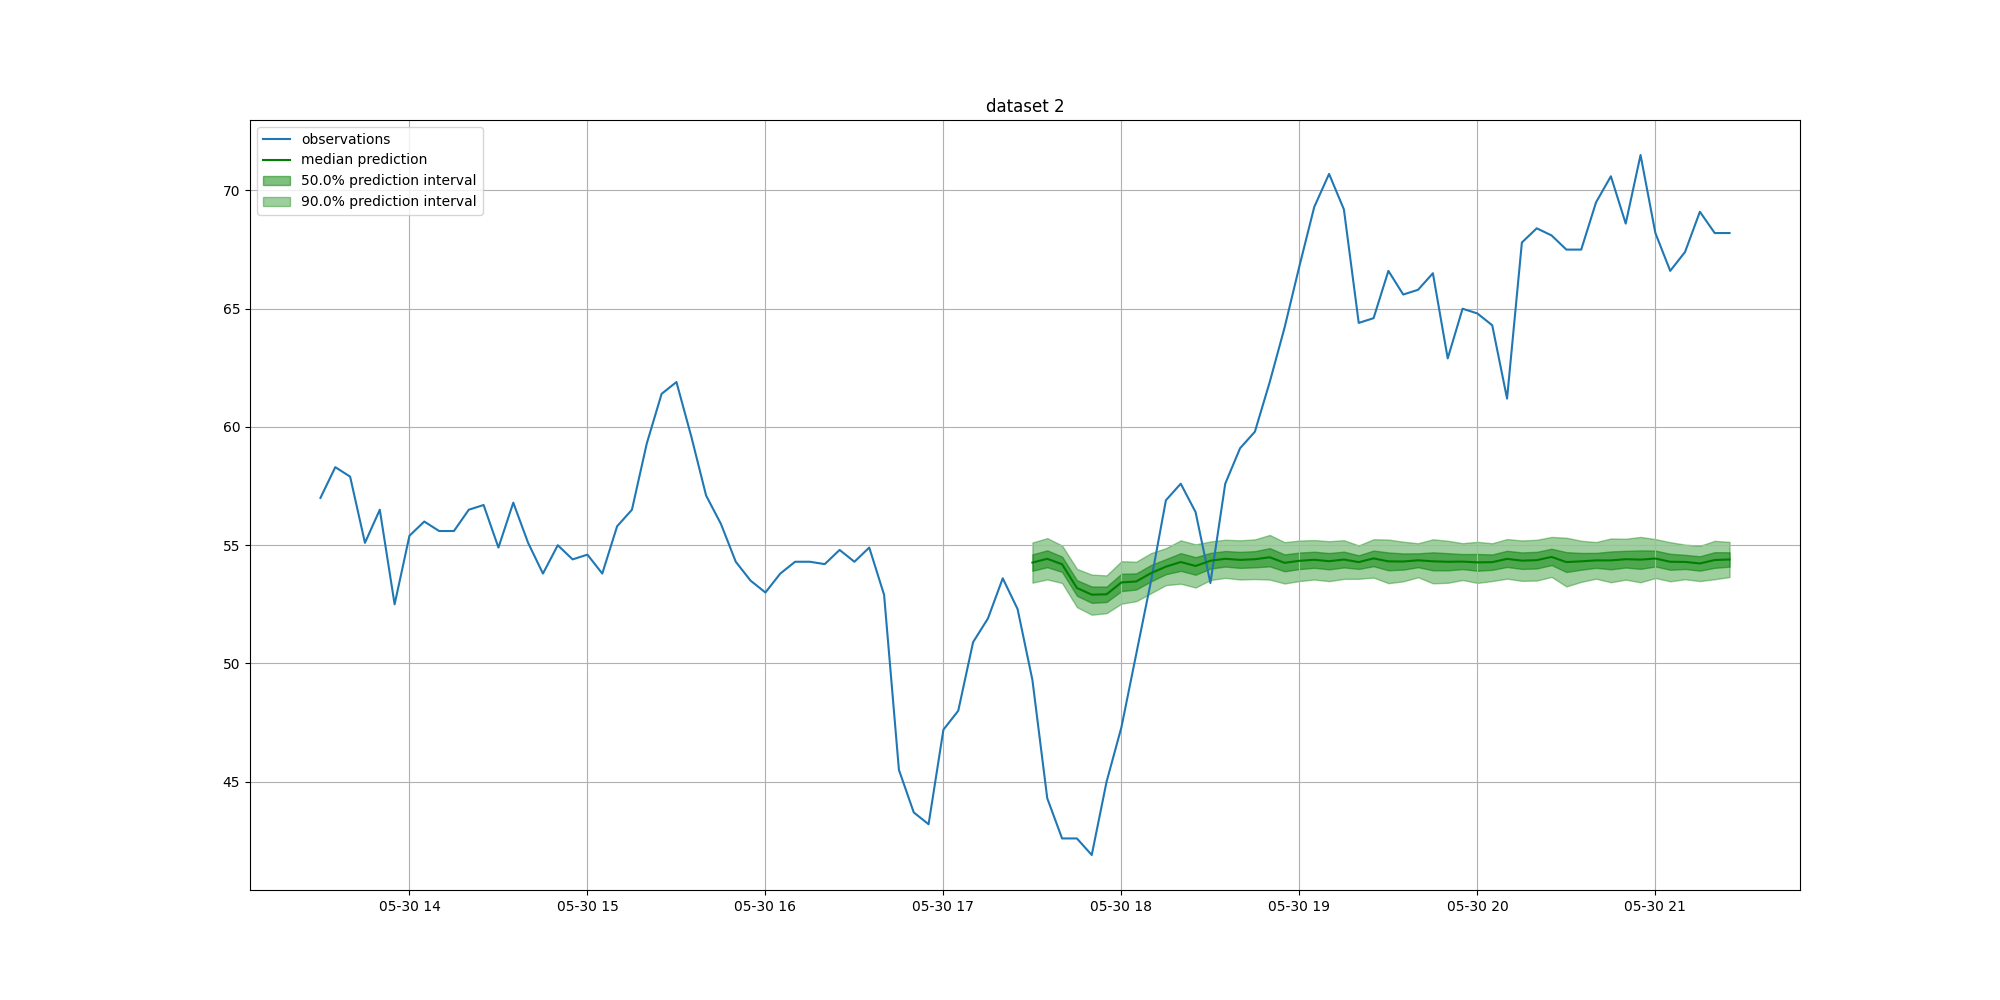 dataset 2
observations
median prediction
50.0% prediction interval
90.0% prediction interval
70
65
60
55
50
45
05-30 14
05-30 15
05-30 16
05-30 17
05-30 18
05-30 19
05-30 20
05-30 21